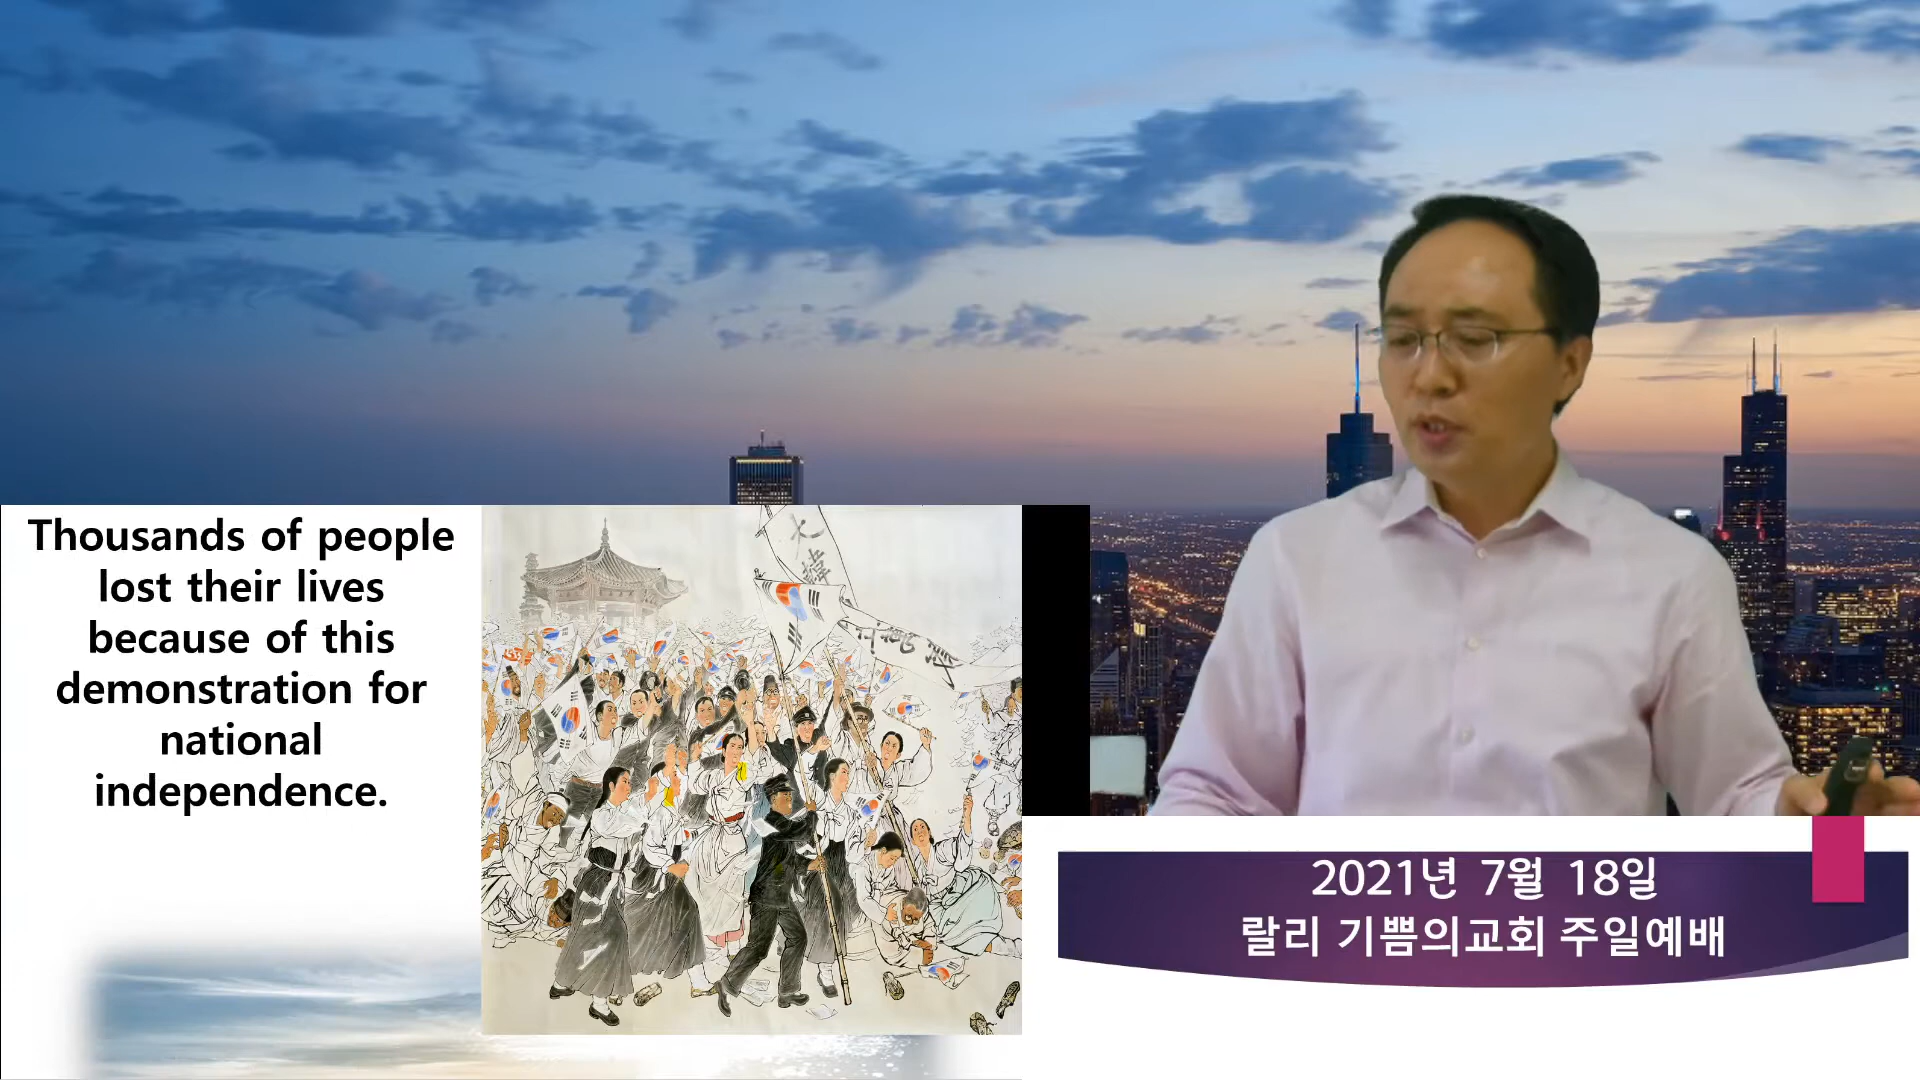 Thousands of people
lost their lives
because of this
demonstration for
national
independence.
2021년 7월 18일
랄리 기쁨의교회 주일예배